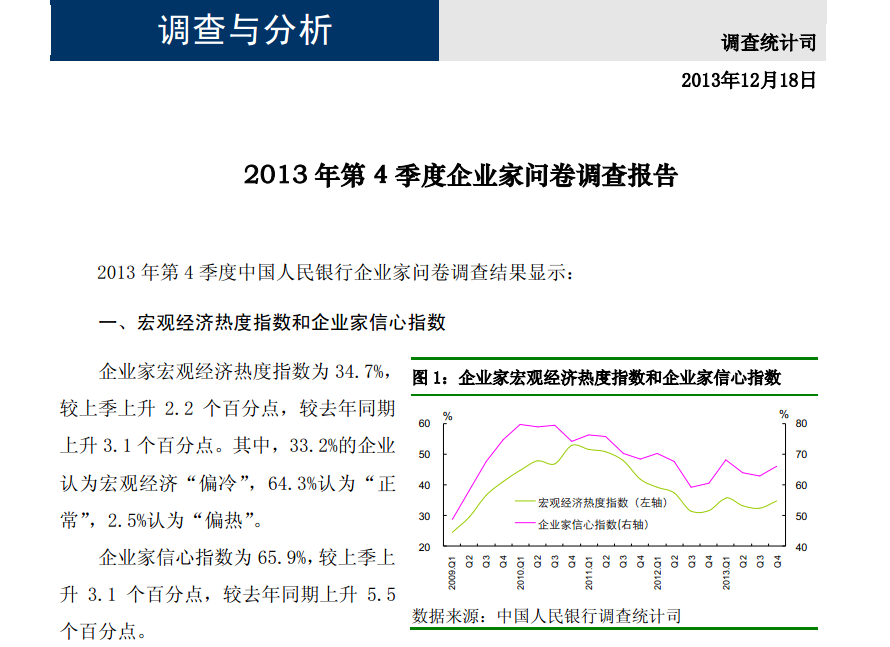 调查与分析
调查统计司
2013年12月18日
2013 年第 4 季度企业家问卷调查报告
2013 年第 4 季度中国人民银行企业家问卷调查结果显示：
一、宏观经济热度指数和企业家信心指数
企业家宏观经济热度指数为 34.7%，
较上季上升 2.2 个百分点，较去年同期
上升 3.1 个百分点。其中，33.2%的企业
认为宏观经济“偏冷”，64.3%认为“正
常”，2.5%认为“偏热”。
企业家信心指数为 65.9%，较上季上
升 3.1 个百分点，较去年同期上升 5.5
个百分点。
图 1：企业家宏观经济热度指数和企业家信心指数
% %
60 80
50 70
40 60
30 50
20 40
宏观经济热度指数（左轴）
企业家信心指数(右轴)
2009.Q1 Q2 Q3 Q4 2010.Q1 Q2 Q3 Q4 2011.Q1 Q2 Q3 Q4 2012.Q1 Q2 Q3 Q4 2013.Q1 Q2 Q3 Q4
数据来源：中国人民银行调查统计司